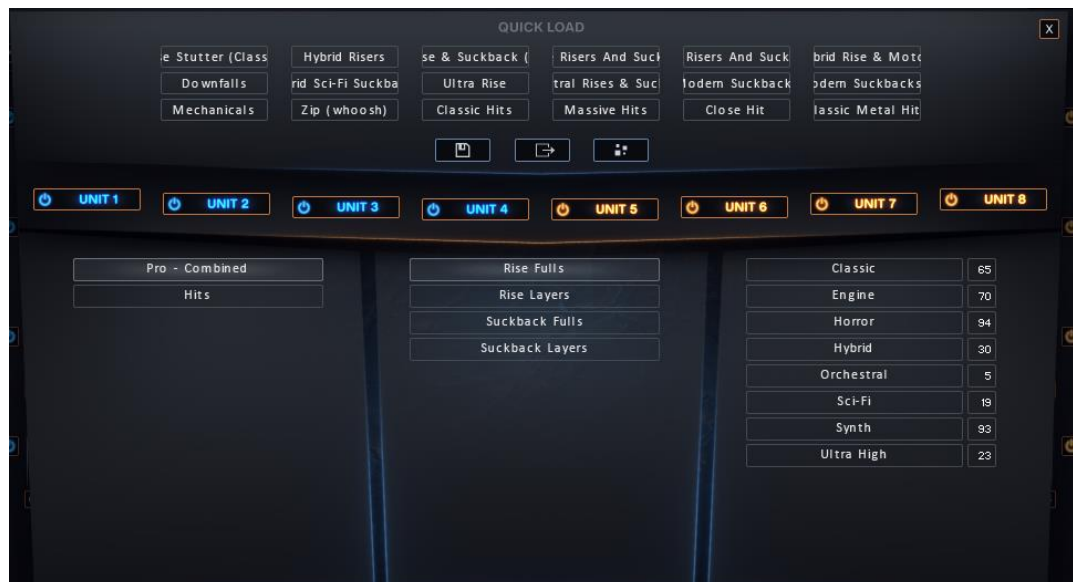 QUICK LOAD
X
e Stutter (Class Hybrid Risers se & Suckback ( Risers And Suck Risers And Suck brid Rise & Moto
Downfalls rid Sci-Fi Suckba Ultra Rise tral Rises & Suc Modern Suckback odern Suckbacks
Mechanicals Zip (whoosh) Classic Hits Massive Hits Close Hit lassic Metal Hit
UNIT 1 UNIT 2 UNIT 3 UNIT 4 UNIT 5 UNIT 6 UNIT 7 UNIT 8
Pro - Combined Rise Fulls Classic 65
Hits Rise Layers Engine 70
Suckback Fulls Horror 94
Suckback Layers Hybrid 30
Orchestral 5
Sci-Fi 19
Synth 93
Ultra High 23